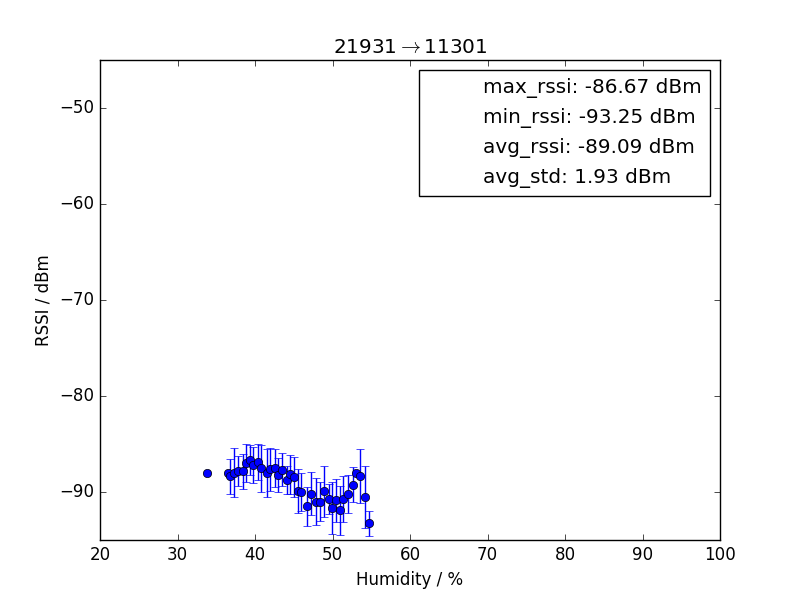 21931→11301
max_rssi: -86.67 dBm
min_rssi: -93.25 dBm
avg_rssi: -89.09 dBm
avg_std: 1.93 dBm
RSSI / dBm
−50
−60
−70
−80
−90
20 30 40 50 60 70 80 90 100
Humidity / %